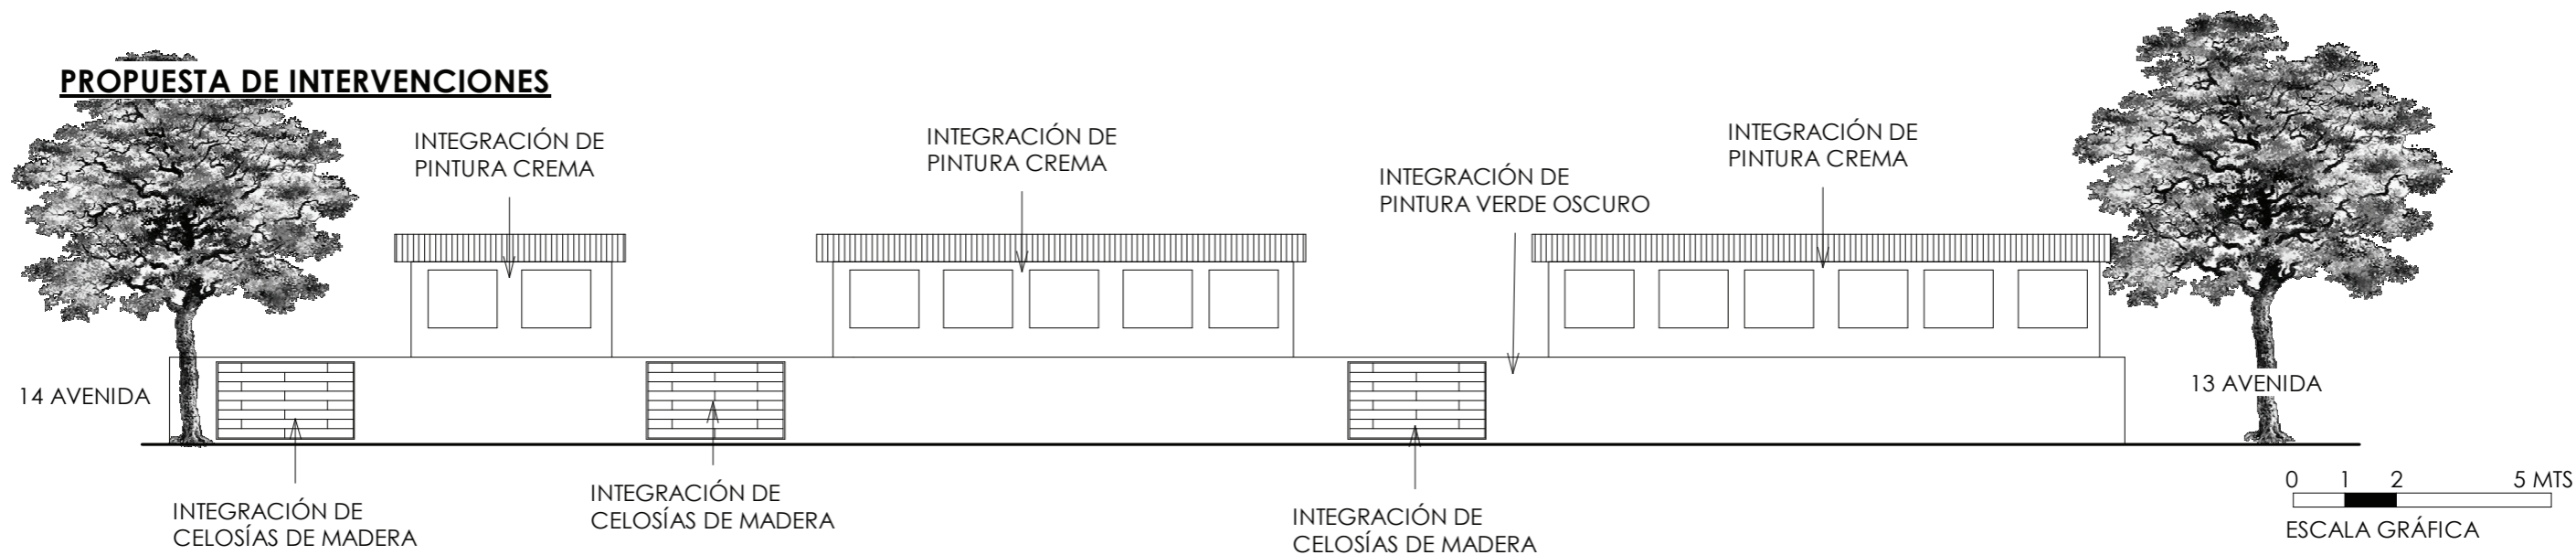 PROPUESTA DE INTERVENCIONES
INTEGRACIÓN DE
PINTURA CREMA
INTEGRACIÓN DE
PINTURA CREMA
INTEGRACIÓN DE
PINTURA VERDE OSCURO
INTEGRACIÓN DE
PINTURA CREMA
14 AVENIDA
13 AVENIDA
INTEGRACIÓN DE
CELOSÍAS DE MADERA
INTEGRACIÓN DE
CELOSÍAS DE MADERA
INTEGRACIÓN DE
CELOSÍAS DE MADERA
0 1 2 5 MTS
ESCALA GRÁFICA